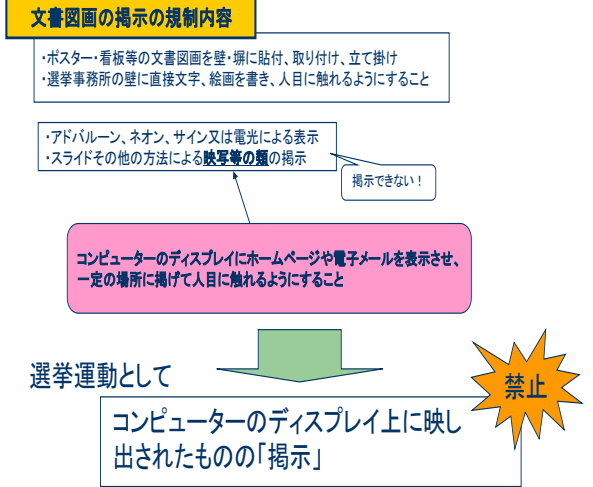 文書図画の掲示の規制内容
・ポスター・看板等の文書図画を壁・塀に貼付、取り付け、立て掛け
・選挙事務所の壁に直接文字、絵画を書き、人目に触れるようにすること
・アドバルーン、ネオン、サイン又は電光による表示
・スライドその他の方法による映写等の類の掲示
掲示できない！
コンピューターのディスプレイにホームページや電子メールを表示させ、
一定の場所に掲げて人目に触れるようにすること
選挙運動として
禁止
コンピューターのディスプレイ上に映し
出されたものの「掲示」